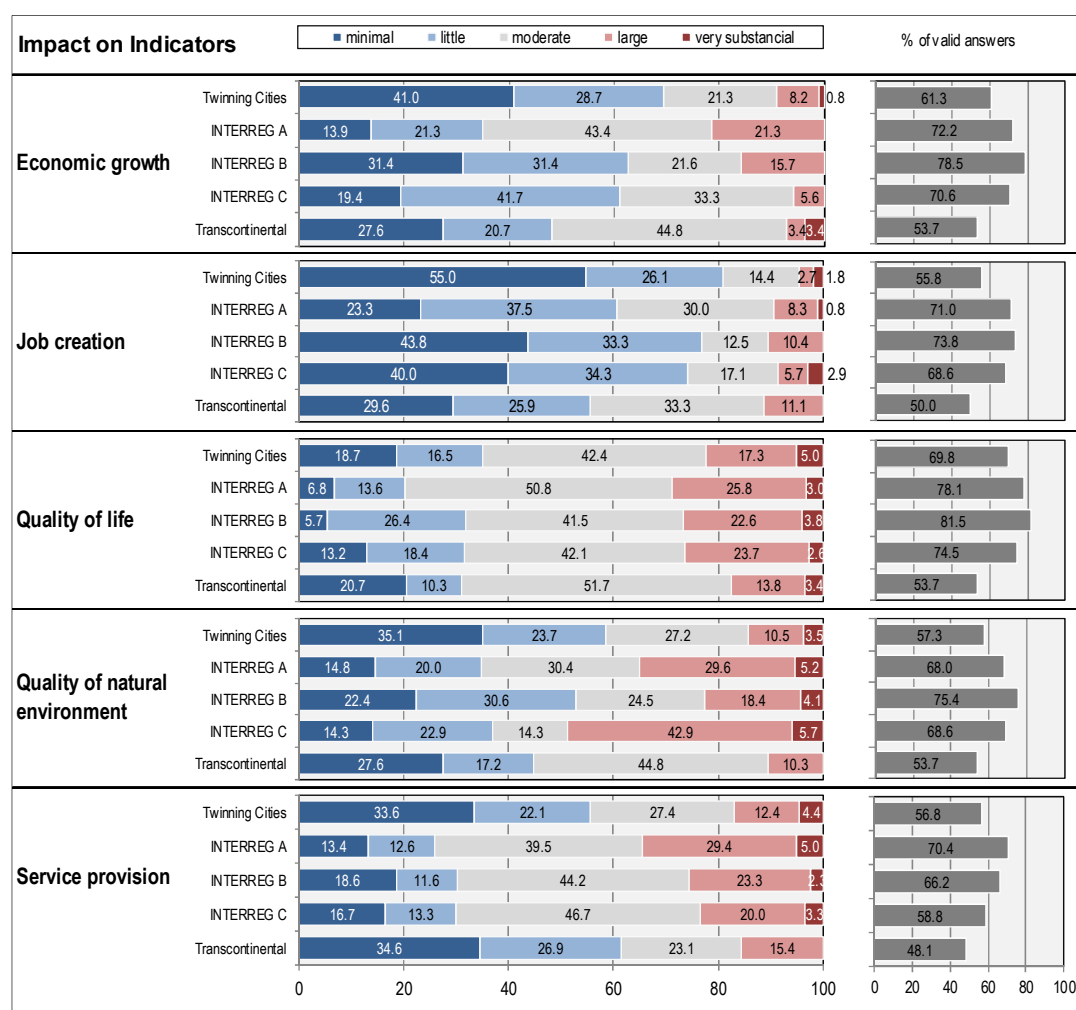 Impact on Indicators
minimal little moderate large very substancial
% of valid answers
Economic growth
Twinning Cities 41.0 28.7 21.3 8.2 0.8 61.3
INTERREG A 13.9 21.3 43.4 21.3 72.2
INTERREG B 31.4 31.4 21.6 15.7 78.5
INTERREG C 19.4 41.7 33.3 5.6 70.6
Transcontinental 27.6 20.7 44.8 3.4 3.4 53.7
Job creation
Twinning Cities 55.0 26.1 14.4 2.7 1.8 55.8
INTERREG A 23.3 37.5 30.0 8.3 0.8 71.0
INTERREG B 43.8 33.3 12.5 10.4 73.8
INTERREG C 40.0 34.3 17.1 5.7 2.9 68.6
Transcontinental 29.6 25.9 33.3 11.1 50.0
Quality of life
Twinning Cities 18.7 16.5 42.4 17.3 5.0 69.8
INTERREG A 6.8 13.6 50.8 25.8 3.0 78.1
INTERREG B 5.7 26.4 41.5 22.6 3.8 81.5
INTERREG C 13.2 18.4 42.1 23.7 2.6 74.5
Transcontinental 20.7 10.3 51.7 13.8 3.4 53.7
Quality of natural
environment
Twinning Cities 35.1 23.7 27.2 10.5 3.5 57.3
INTERREG A 14.8 20.0 30.4 29.6 5.2 68.0
INTERREG B 22.4 30.6 24.5 18.4 4.1 75.4
INTERREG C 14.3 22.9 14.3 42.9 5.7 68.6
Transcontinental 27.6 17.2 44.8 10.3 53.7
Service provision
Twinning Cities 33.6 22.1 27.4 12.4 4.4 56.8
INTERREG A 13.4 12.6 39.5 29.4 5.0 70.4
INTERREG B 18.6 11.6 44.2 23.3 2.3 66.2
INTERREG C 16.7 13.3 46.7 20.0 3.3 58.8
Transcontinental 34.6 26.9 23.1 15.4 48.1
0 20 40 60 80 100
0 20 40 60 80 100